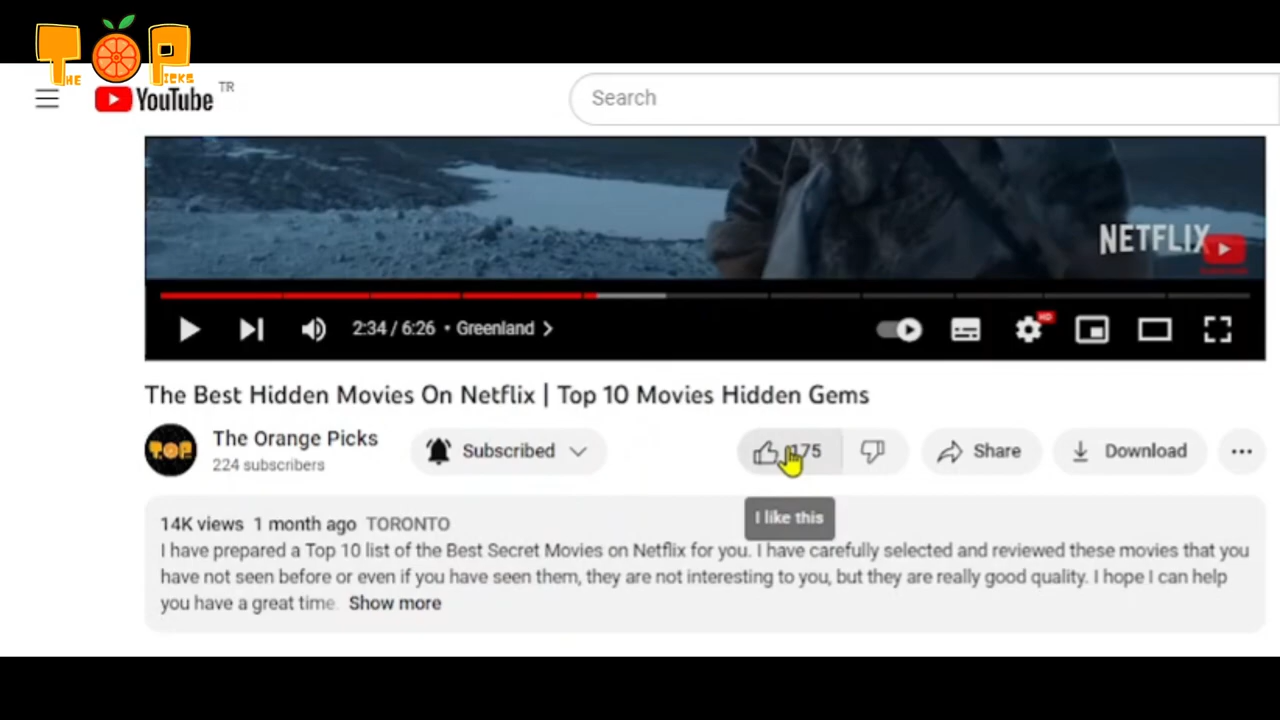 THE TOP PICKS
YouTube TR
Search
NETFLIX
2:34 / 6:26 • Greenland
HD
The Best Hidden Movies On Netflix | Top 10 Movies Hidden Gems
The Orange Picks
224 subscribers
Subscribed
175
Share
Download
I like this
14K views 1 month ago TORONTO
I have prepared a Top 10 list of the Best Secret Movies on Netflix for you. I have carefully selected and reviewed these movies that you
have not seen before or even if you have seen them, they are not interesting to you, but they are really good quality. I hope I can help
you have a great time. Show more